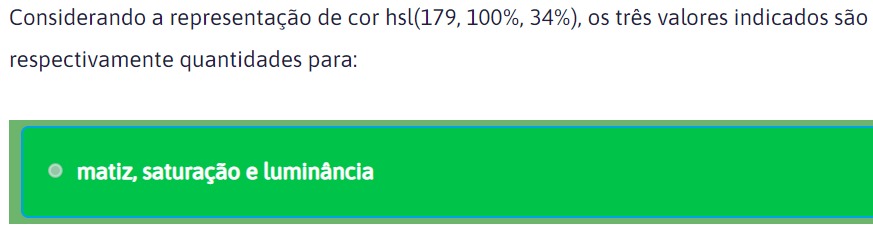 Considerando a representação de cor hsl(179, 100%, 34%), os três valores indicados são
respectivamente quantidades para:
matiz, saturação e luminância